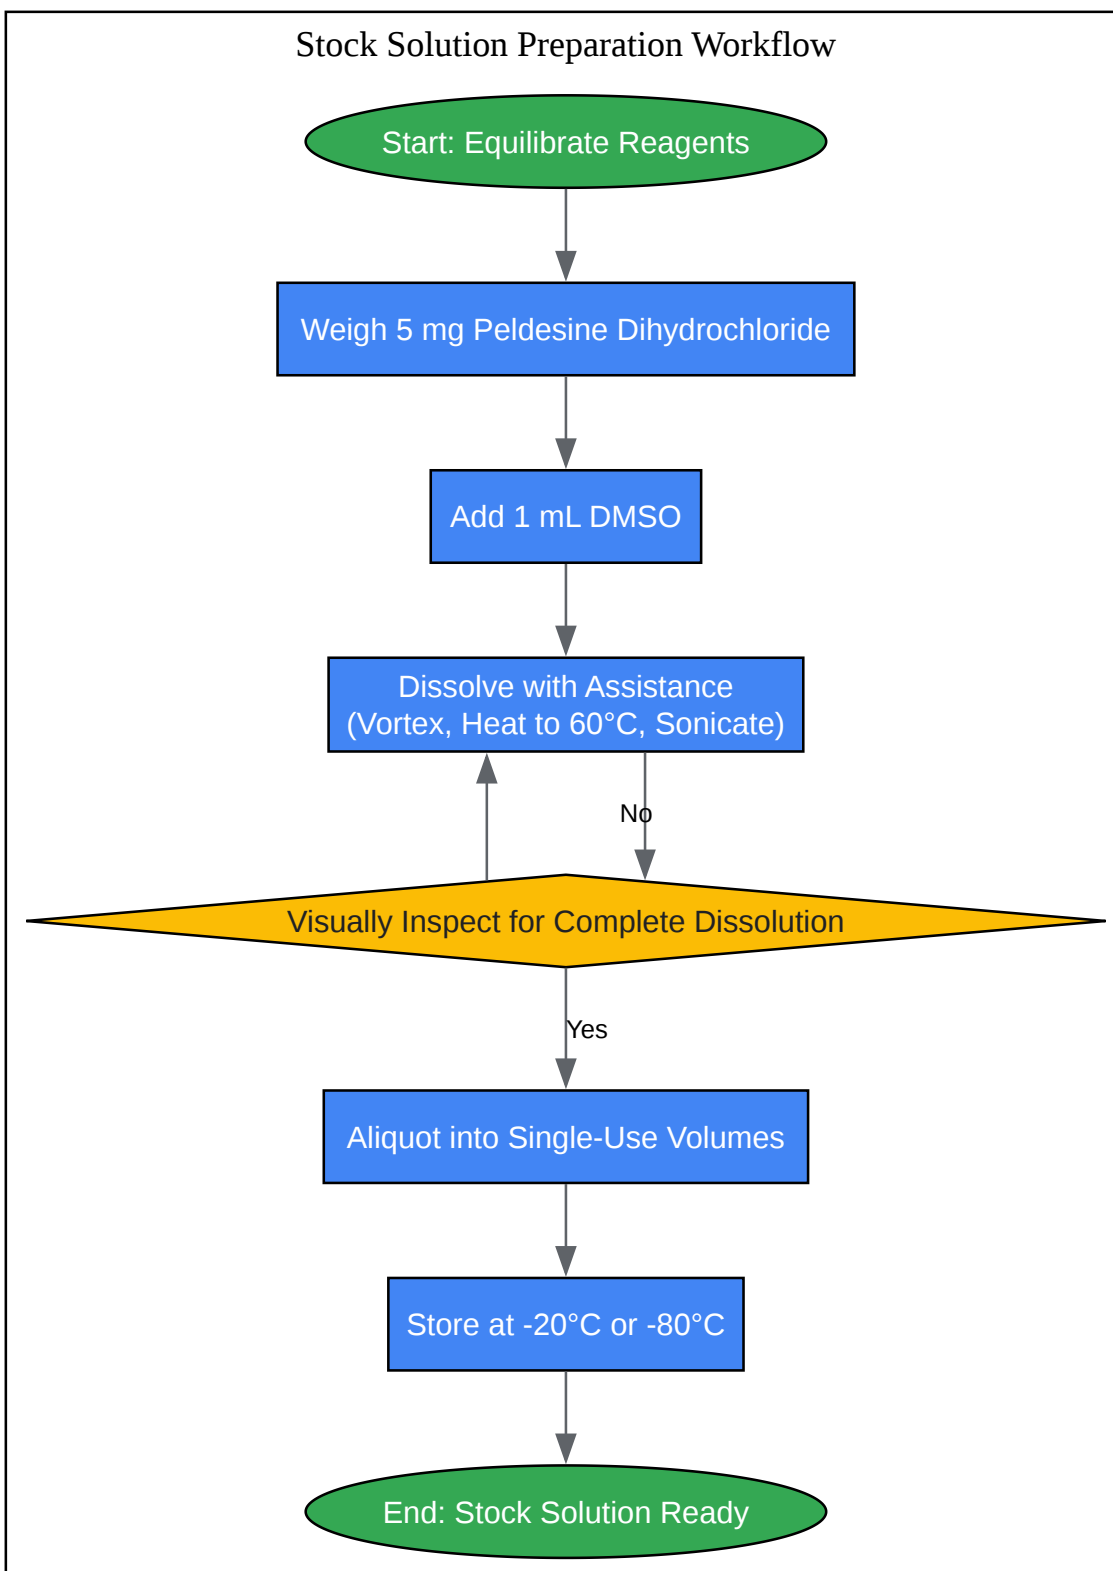 Stock Solution Preparation Workflow
Start: Equilibrate Reagents
Weigh 5 mg Peldesine Dihydrochloride
Add 1 mL DMSO
Dissolve with Assistance
(Vortex, Heat to 60°C, Sonicate)
No
Visually Inspect for Complete Dissolution
Yes
Aliquot into Single-Use Volumes
Store at -20°C or -80°C
End: Stock Solution Ready